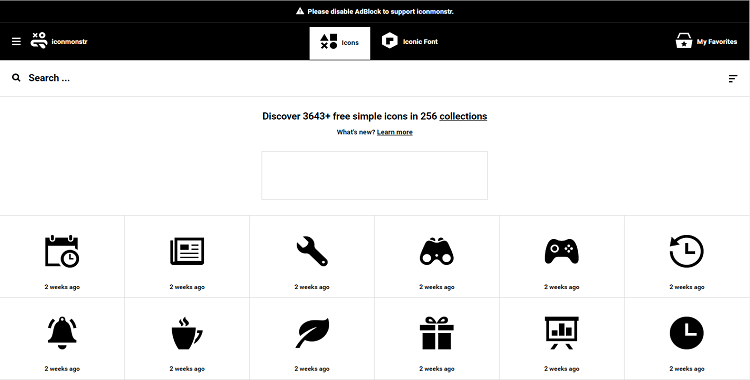 Please disable AdBlock to support iconmonstr.
iconmonstr
Icons
Iconic Font
My Favorites
Search ...
Discover 3643+ free simple icons in 256 collections
What's new? Learn more
2 weeks ago
2 weeks ago
2 weeks ago
2 weeks ago
2 weeks ago
2 weeks ago
2 weeks ago
2 weeks ago
2 weeks ago
2 weeks ago
2 weeks ago
2 weeks ago